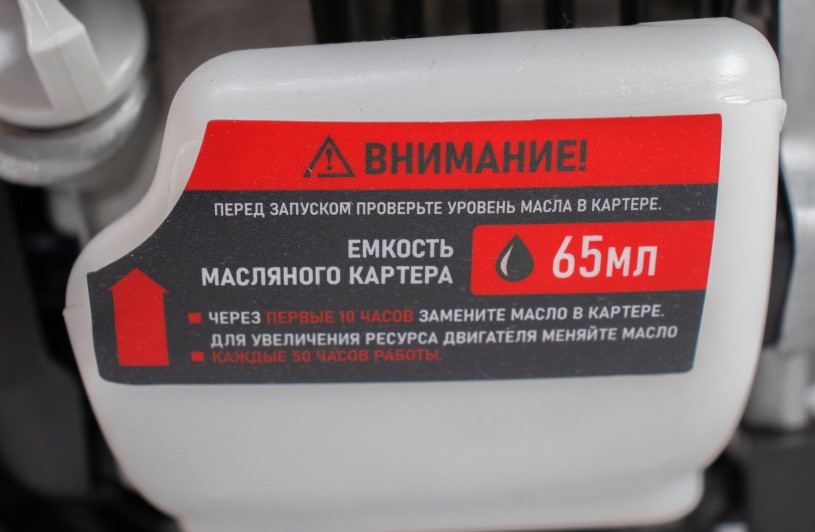 ВНИМАНИЕ!
ПЕРЕД ЗАПУСКОМ ПРОВЕРЬТЕ УРОВЕНЬ МАСЛА В КАРТЕРЕ.
ЕМКОСТЬ
МАСЛЯНОГО КАРТЕРА
65МЛ
ЧЕРЕЗ ПЕРВЫЕ 10 ЧАСОВ ЗАМЕНИТЕ МАСЛО В КАРТЕРЕ.
ДЛЯ УВЕЛИЧЕНИЯ РЕСУРСА ДВИГАТЕЛЯ МЕНЯЙТЕ МАСЛО
КАЖДЫЕ 50 ЧАСОВ РАБОТЫ.